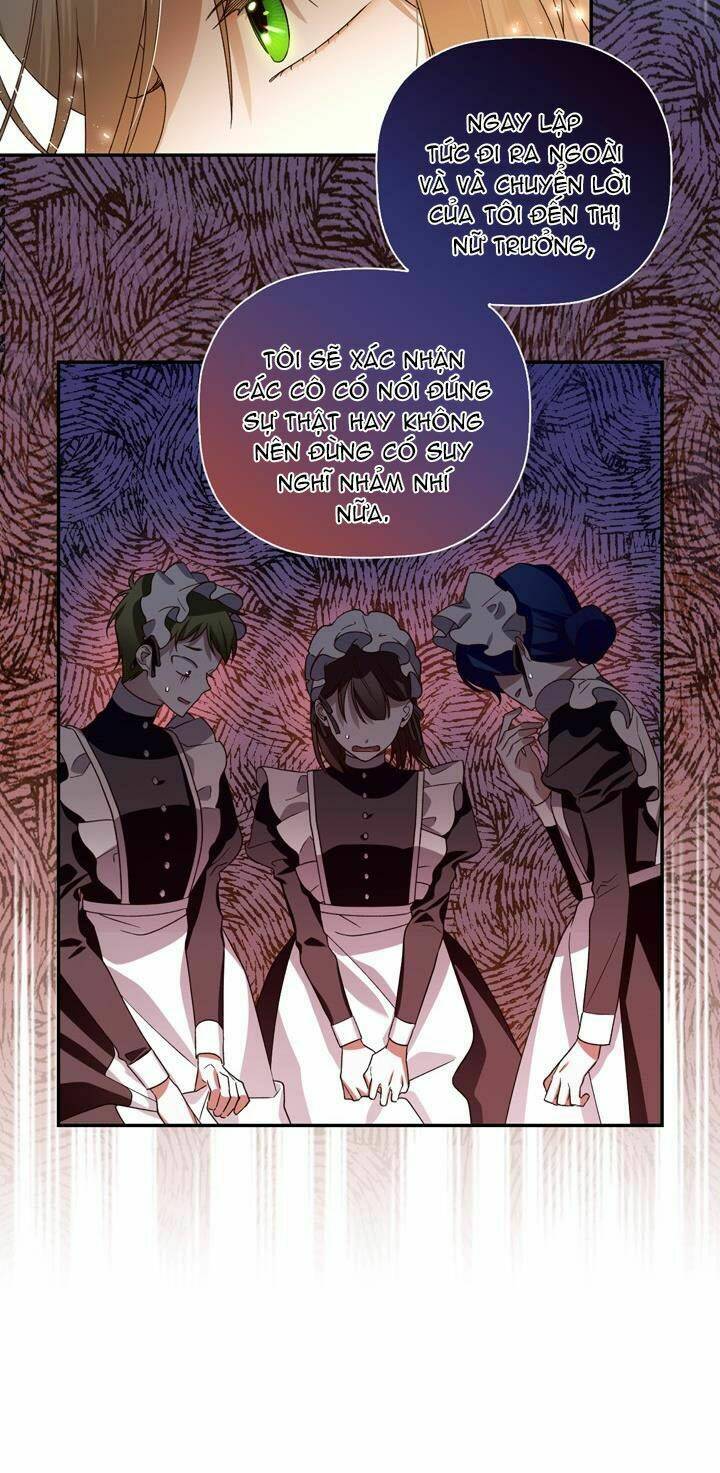 NGAY LẬP
TỨC ĐI RA NGOÀI
VÀ VÀ CHUYỂN LỜI
CỦA TÔI ĐẾN THỊ
NỮ TRƯỞNG,
TÔI SẼ XÁC NHẬN
CÁC CÔ CÓ NÓI ĐÚNG
SỰ THẬT HAY KHÔNG
NÊN ĐỪNG CÓ SUY
NGHĨ NHẢM NHÍ
NỮA.